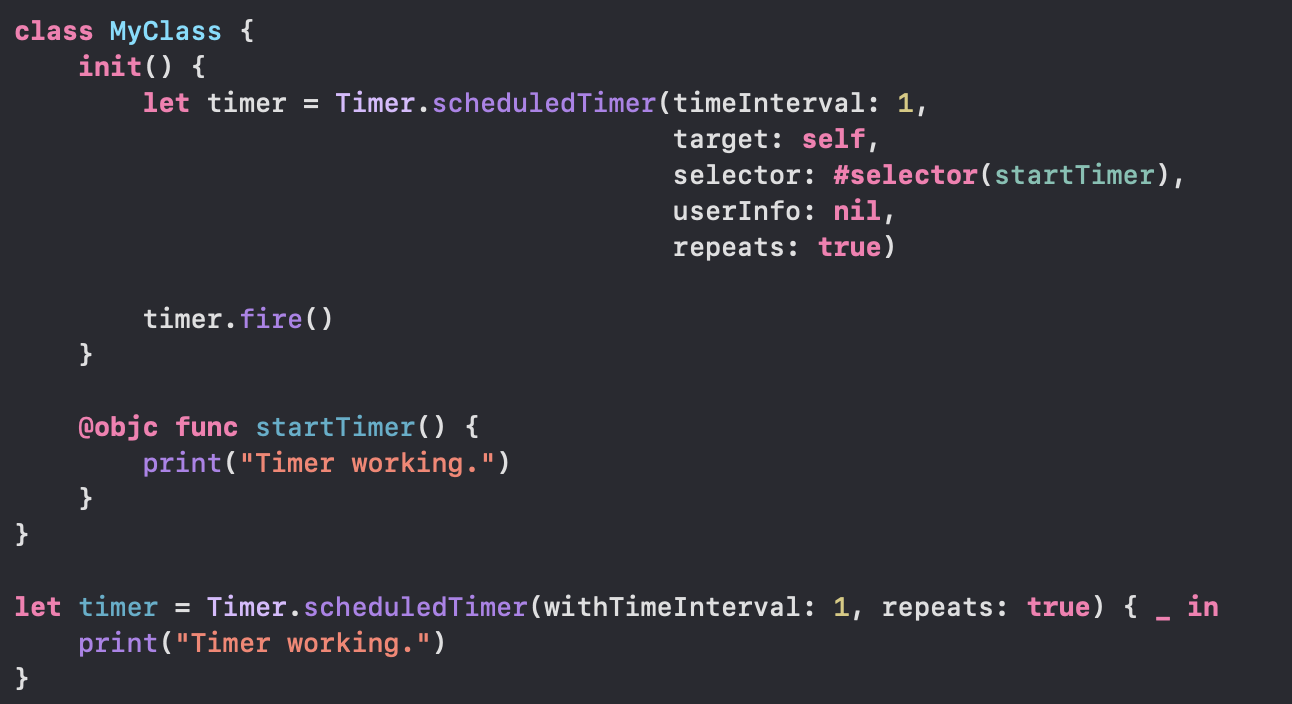 class MyClass {
    init() {
        let timer = Timer.scheduledTimer(timeInterval: 1,
                                         target: self,
                                         selector: #selector(startTimer),
                                         userInfo: nil,
                                         repeats: true)

        timer.fire()
    }

    @objc func startTimer() {
        print("Timer working.")
    }
}

let timer = Timer.scheduledTimer(withTimeInterval: 1, repeats: true) { _ in
    print("Timer working.")
}